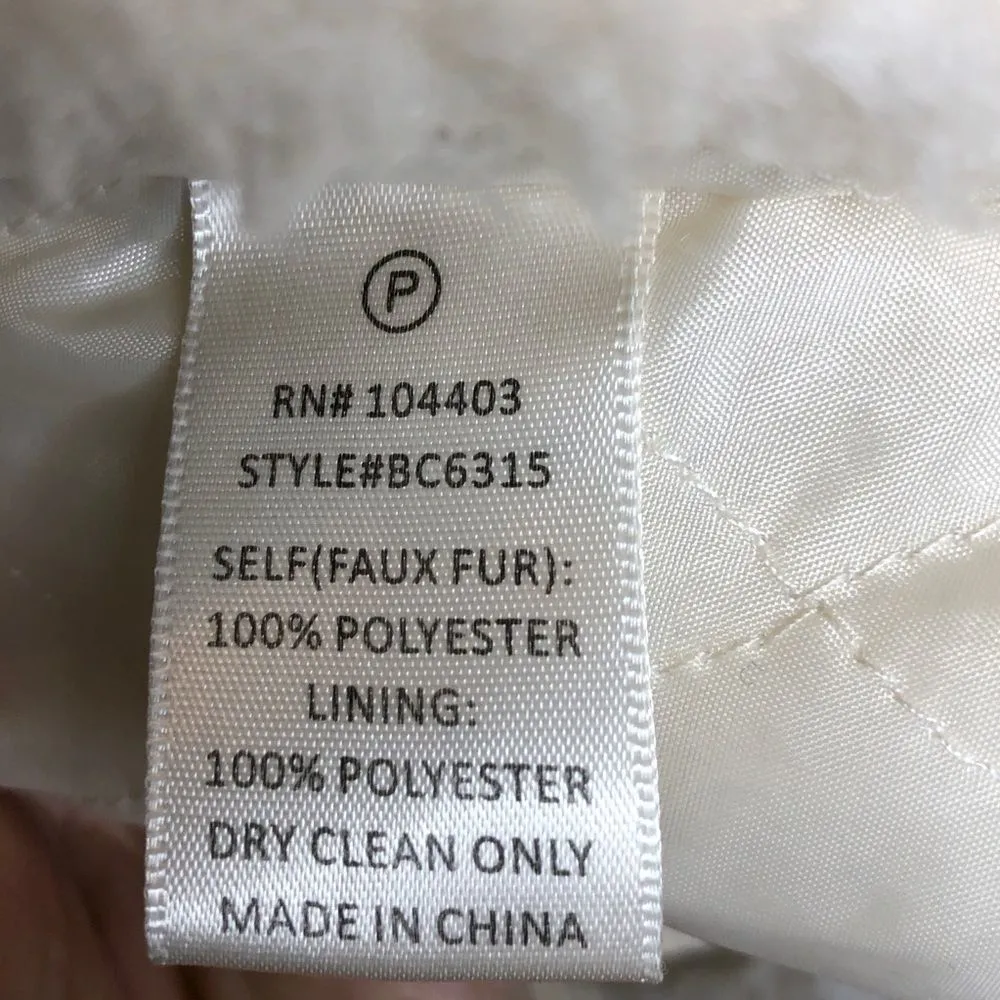 P
RN# 104403
STYLE#BC6315
SELF(FAUX FUR):
100% POLYESTER
LINING:
100% POLYESTER
DRY CLEAN ONLY
MADE IN CHINA